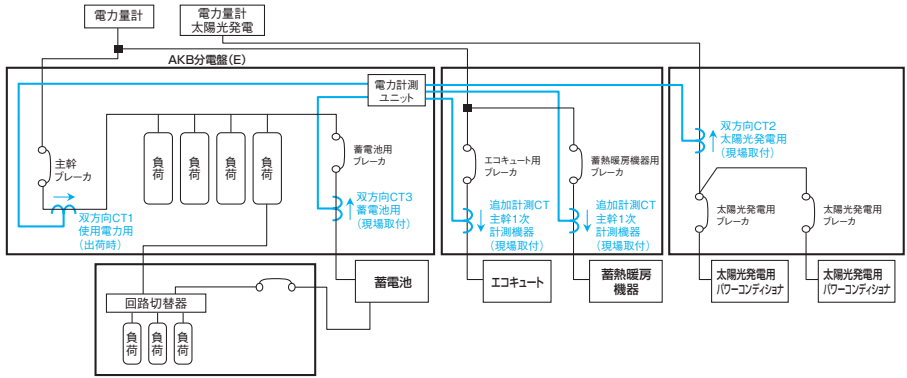 電力量計
電力量計
太陽光発電
AKB分電盤(E)
電力計測
ユニット
主幹
ブレーカ
負荷
負荷
負荷
負荷
蓄電池用
ブレーカ
双方向CT1
使用電力用
(出荷時)
双方向CT3
蓄電池用
(現場取付)
エコキュート用
ブレーカ
蓄熱暖房機器用
ブレーカ
追加計測CT
主幹1次
計測機器
(現場取付)
追加計測CT
主幹1次
計測機器
(現場取付)
双方向CT2
太陽光発電用
(現場取付)
太陽光発電用
ブレーカ
太陽光発電用
ブレーカ
蓄電池
エコキュート
蓄熱暖房
機器
太陽光発電用
パワーコンディショナ
太陽光発電用
パワーコンディショナ
回路切替器
負荷
負荷
負荷